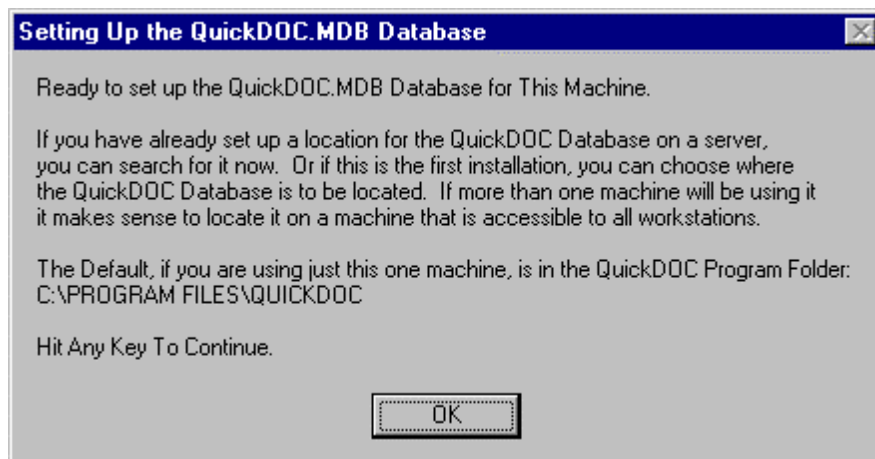 Setting Up the QuickDOC.MDB Database
Ready to set up the QuickDOC.MDB Database for This Machine.
If you have already set up a location for the QuickDOC Database on a server,
you can search for it now.  Or if this is the first installation, you can choose where
the QuickDOC Database is to be located.  If more than one machine will be using it
it makes sense to locate it on a machine that is accessible to all workstations.
The Default, if you are using just this one machine, is in the QuickDOC Program Folder:
C:\PROGRAM FILES\QUICKDOC
Hit Any Key To Continue.
OK